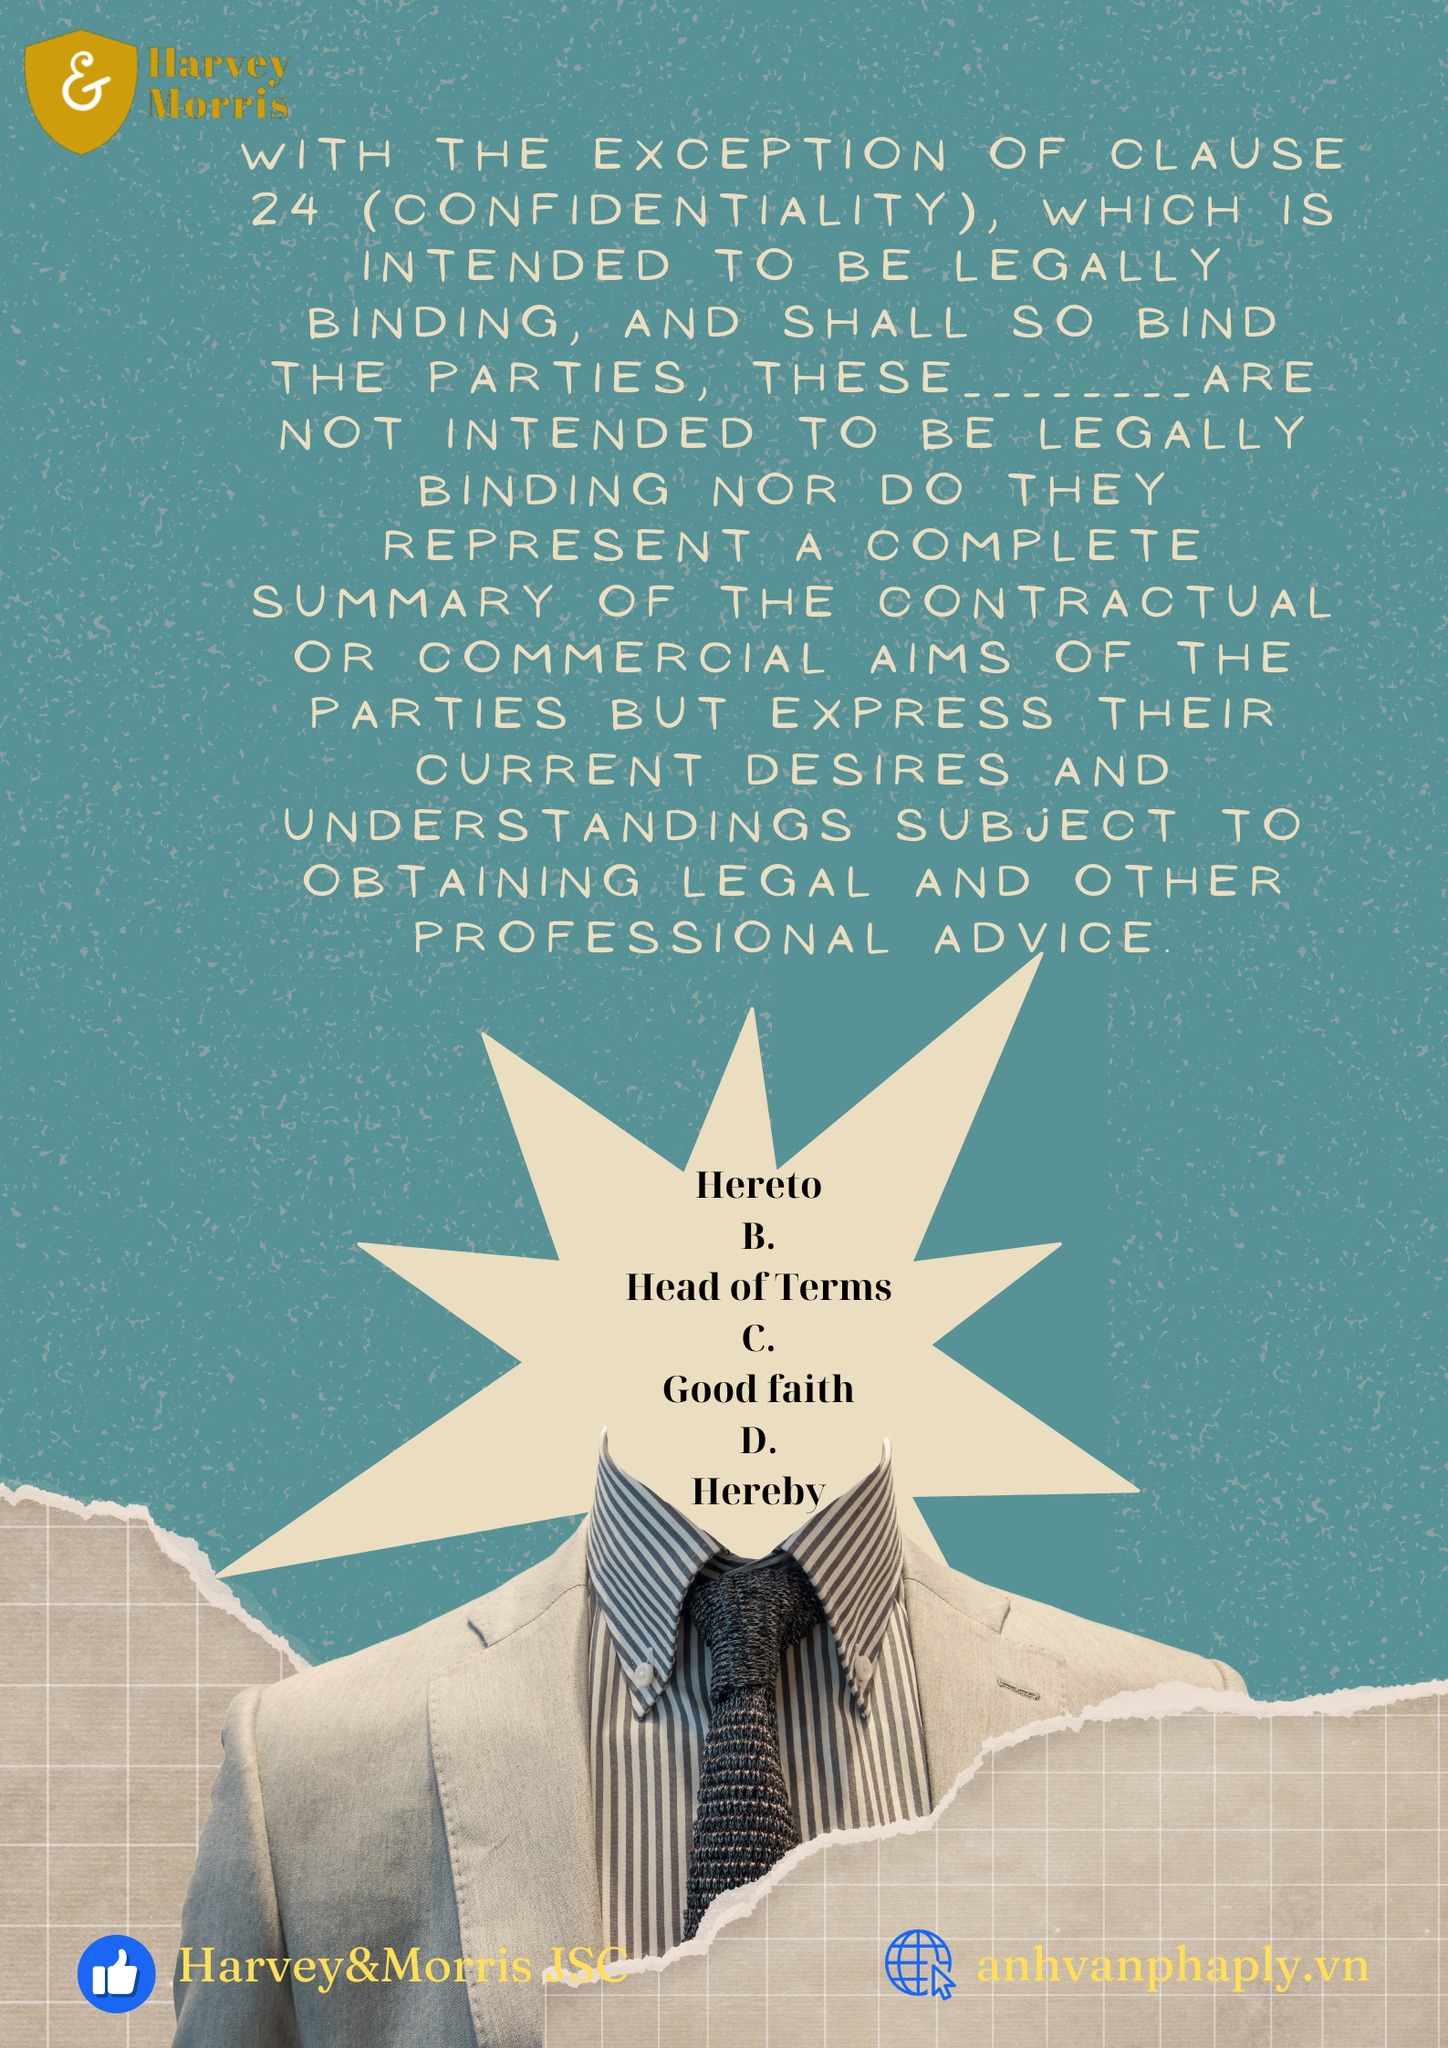 &
Harvey
Morris
WITH THE EXCEPTION OF CLAUSE
24 (CONFIDENTIALITY), WHICH IS
INTENDED TO BE LEGALLY
BINDING, AND SHALL SO BIND
THE PARTIES, THESE________ARE
NOT INTENDED TO BE LEGALLY
BINDING NOR DO THEY
REPRESENT A COMPLETE
SUMMARY OF THE CONTRACTUAL
OR COMMERCIAL AIMS OF THE
PARTIES BUT EXPRESS THEIR
CURRENT DESIRES AND
UNDERSTANDINGS SUBJECT TO
OBTAINING LEGAL AND OTHER
PROFESSIONAL ADVICE.
Hereto
B.
Head of Terms
C.
Good faith
D.
Hereby
Harvey&Morris JSC
anhvanphaply.vn